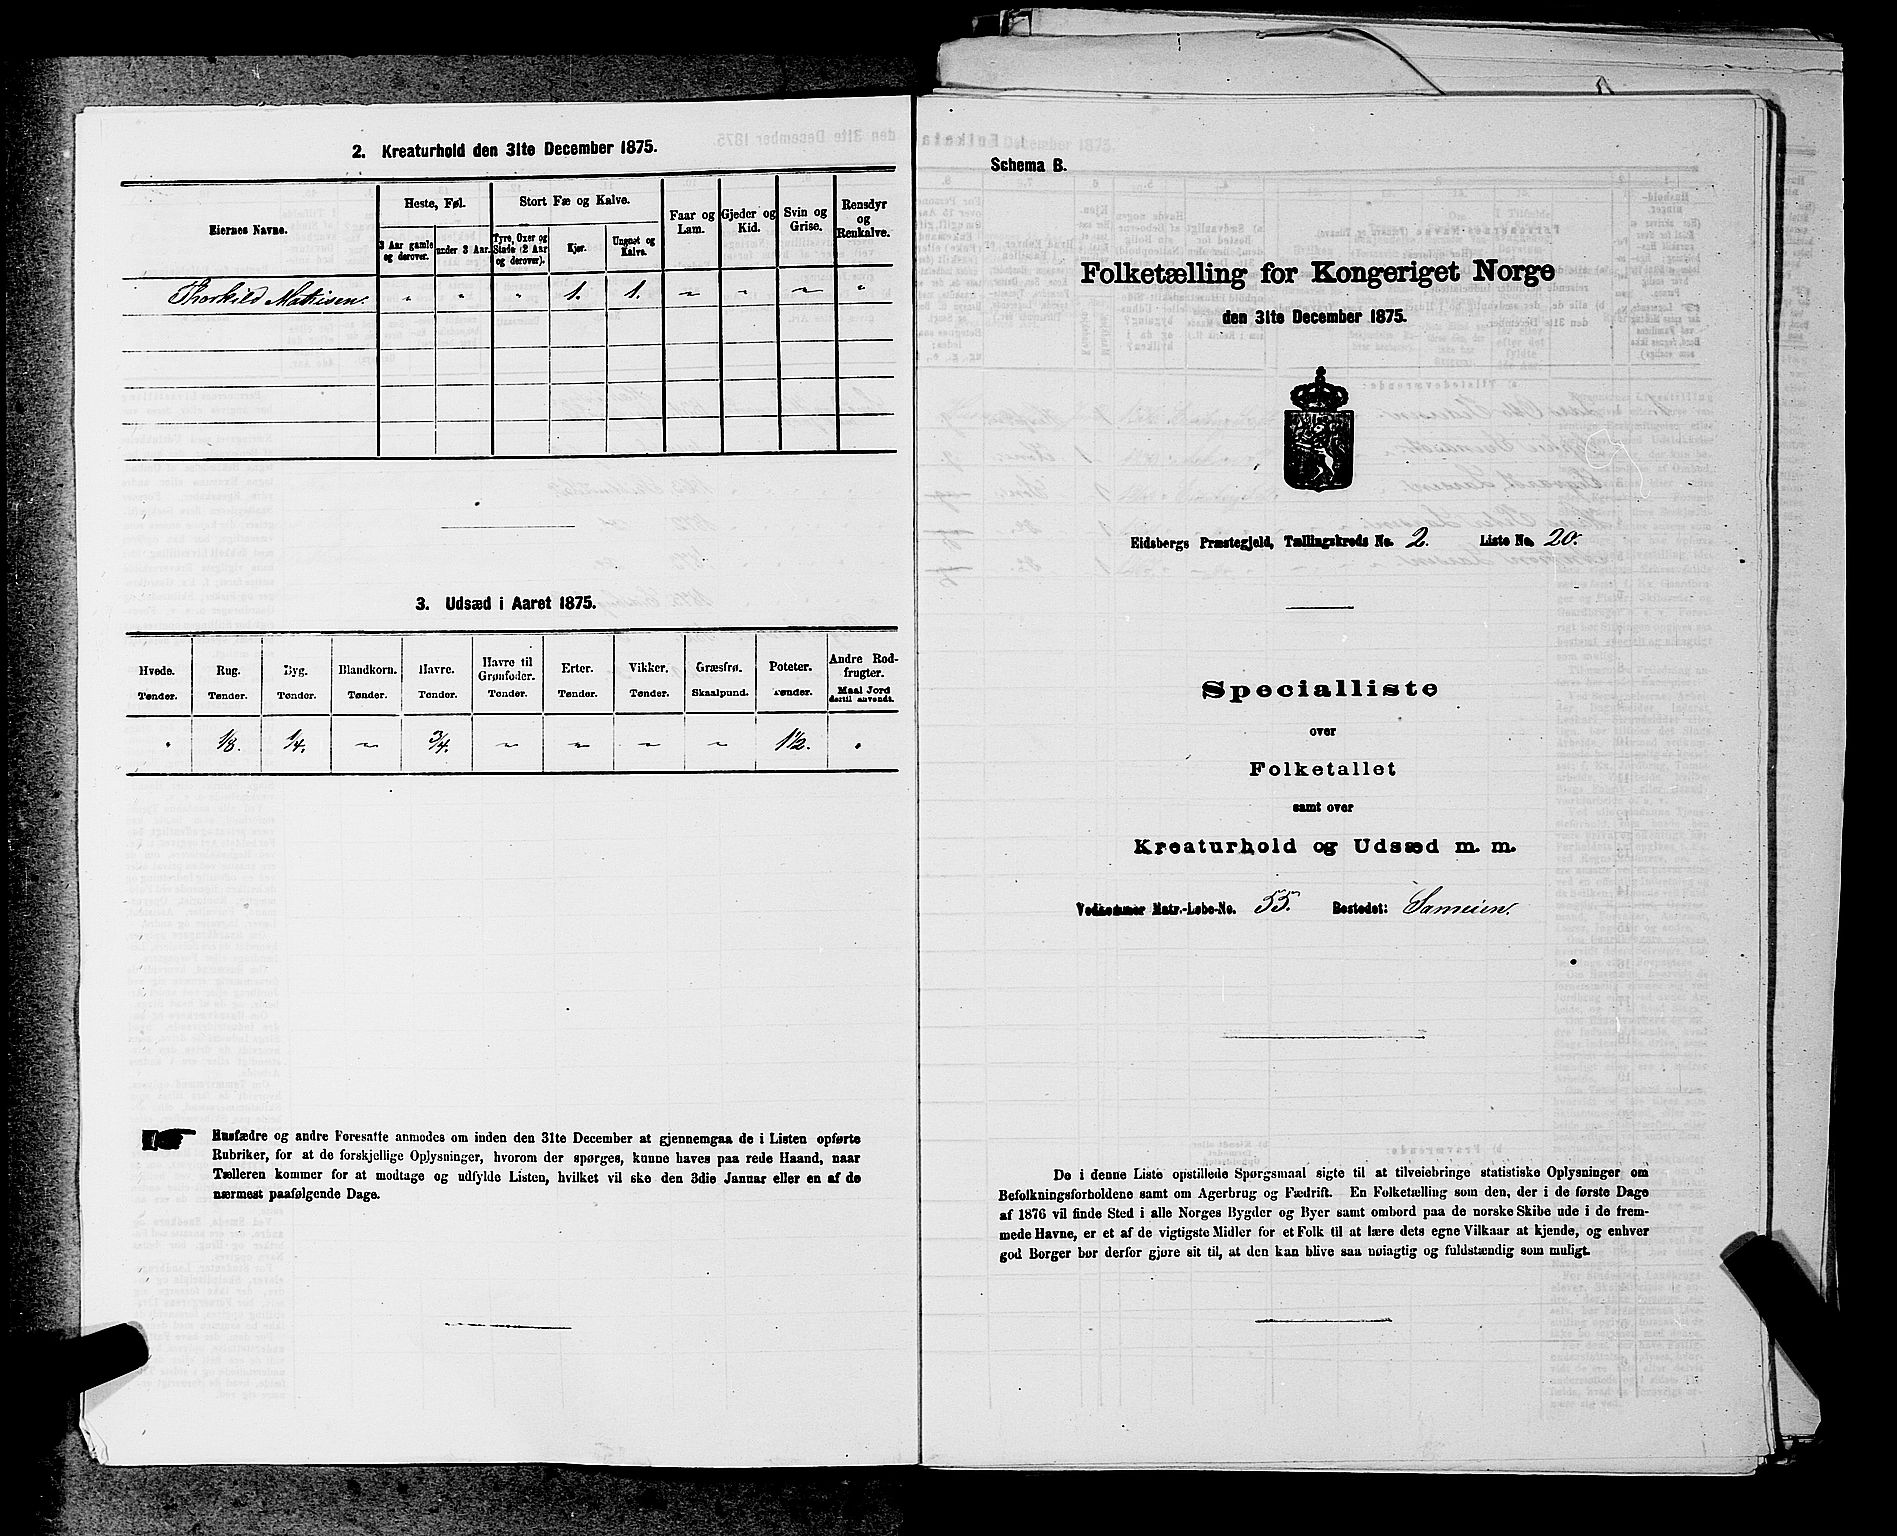 2. Kreaturhold den 31te December 1875.
Eiernes Navne.
Heste, Føl.
Stort Fæ og Kalve.
Faar og Lam.
Gjeder og Kid.
Svin og Grise.
Rensdyr og Renkalve.
3 Aar gamle og derover.
under 3 Aar.
Tyre, Oxer og Stude (2 Aar og derover).
Kjør.
Ungnøt og Kalve.
Thorkild Mathisen. " " " 1. 1. " " " "
3. Udsæd i Aaret 1875.
Hvede. Rug. Byg. Blandkorn. Havre. Havre til Grønfoder. Erter. Vikker. Græsfrø. Poteter. Andre Rodfrugter.
Tønder. Tønder. Tønder. Tønder. Tønder. Tønder. Tønder. Tønder. Skaalpund. Tønder. Maal Jord dertil anvendt.
" 1/8. 1/4. " 3/4. " " " " 1 1/2. "
Husfædre og andre Foresatte anmodes om inden den 31te December at gjennemgaa de i Listen opførte
Rubriker, for at de forskjellige Oplysninger, hvorom der spørges, kunne haves paa rede Haand, naar
Tælleren kommer for at modtage og udfylde Listen, hvilket vil ske den 3die Januar eller en af de
nærmest paafølgende Dage.
Schema B.
Folketælling for Kongeriget Norge
den 31te December 1875.
Eidsbergs Præstegjeld, Tællingskreds No. 2. Liste No. 20.
Specialliste
over
Folketallet
samt over
Kreaturhold og Udsæd m. m.
Vedkommer Matr.-Løbe-No. 55. Bostedet: Sameien.
De i denne Liste opstillede Spørgsmaal sigte til at tilveiebringe statistiske Oplysninger om
Befolkningsforholdene samt om Agerbrug og Fædrift. En Folketælling som den, der i de første Dage
af 1876 vil finde Sted i alle Norges Bygder og Byer samt ombord paa de norske Skibe ude i de frem-
mede Havne, er et af de vigtigste Midler for et Folk til at lære dets egne Vilkaar at kjende, og enhver
god Borger bør derfor gjøre sit til, at den kan blive saa nøiagtig og fuldstændig som muligt.